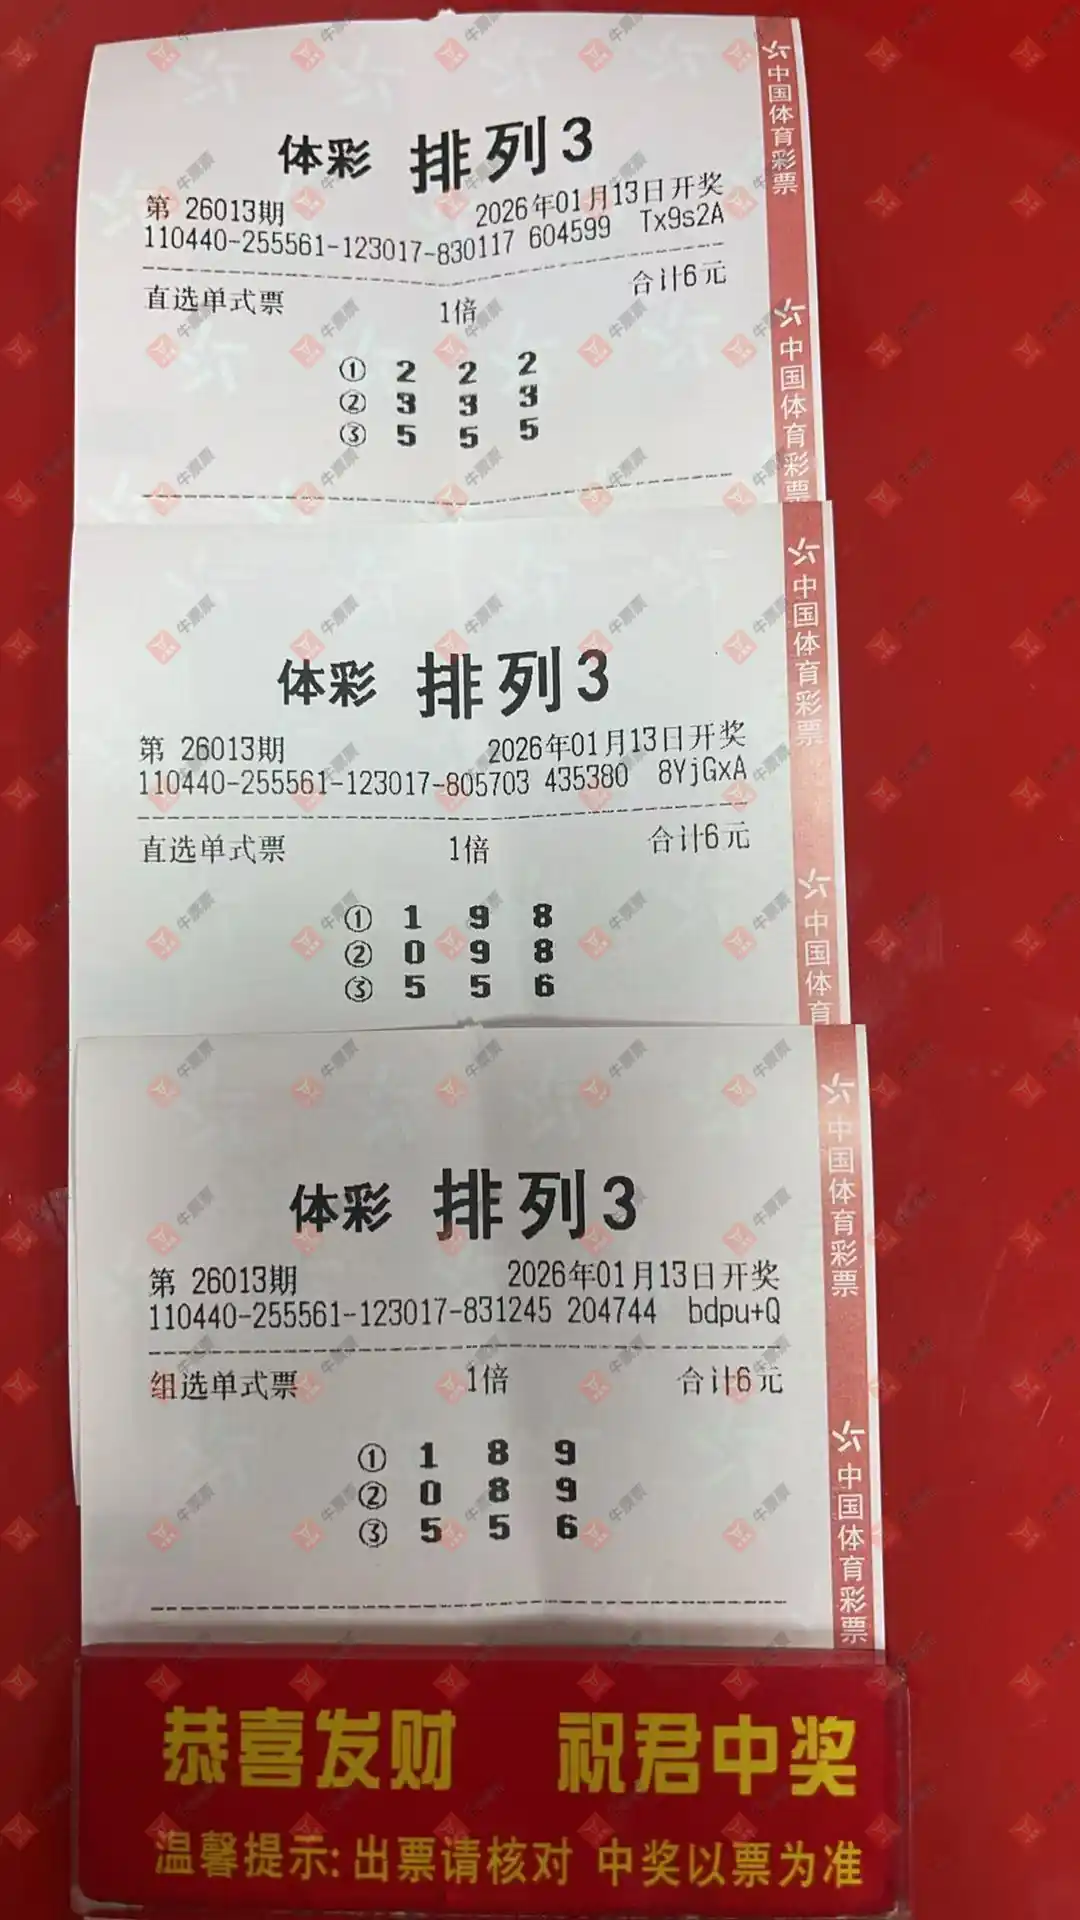 体彩 排列3
第 26013期 2026年01月13日开奖
110440-255561-123017-830117 604599 Tx9s2A
直选单式票 1倍 合计6元
① 2 2 2
② 3 3 3
③ 5 5 5
中国体育彩票
中国体育彩票
体彩 排列3
第 26013期 2026年01月13日开奖
110440-255561-123017-805703 435380 8YjGxA
直选单式票 1倍 合计6元
① 1 9 8
② 0 9 8
③ 5 5 6
中国体育彩票
中国体育
体彩 排列3
第 26013期 2026年01月13日开奖
110440-255561-123017-831245 204744 bdpu+Q
组选单式票 1倍 合计6元
① 1 8 9
② 0 8 9
③ 5 5 6
中国体育彩票
中国体育彩票
恭喜发财 祝君中奖
温馨提示:出票请核对 中奖以票为准
牛票票